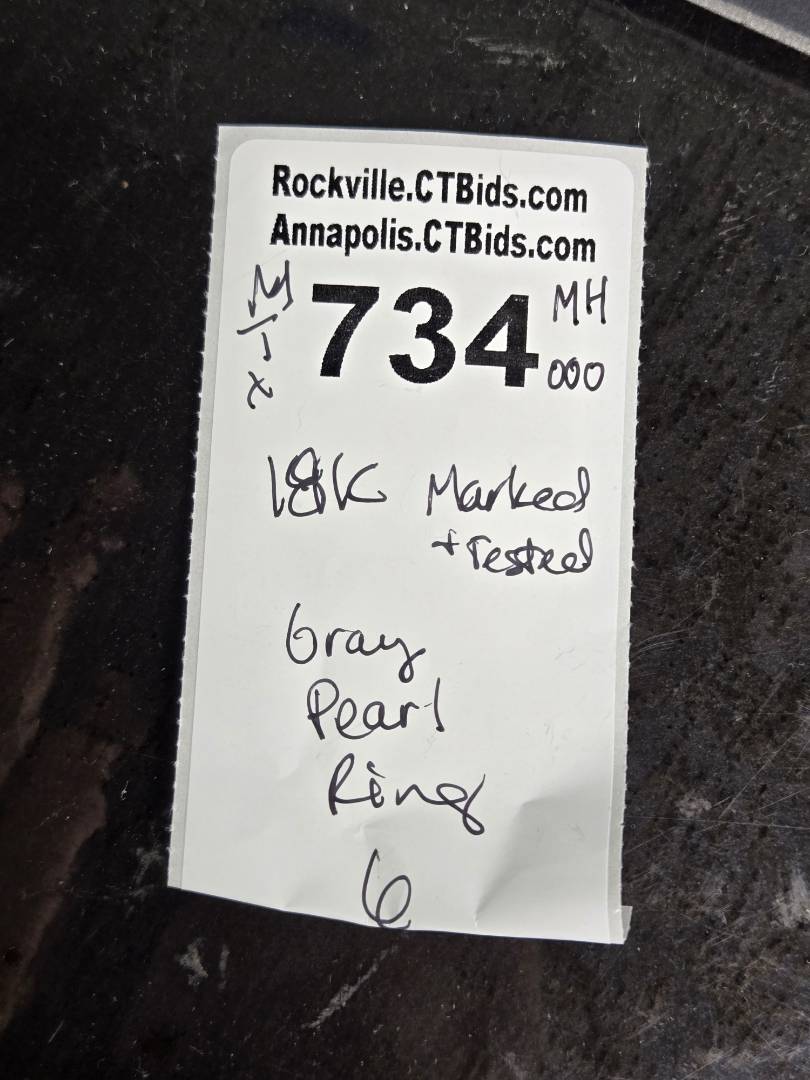 Rockville.CTBids.com
Annapolis.CTBids.com
734 MH
000
18K Marked
+ Tested
Gray
Pearl
Ring
6